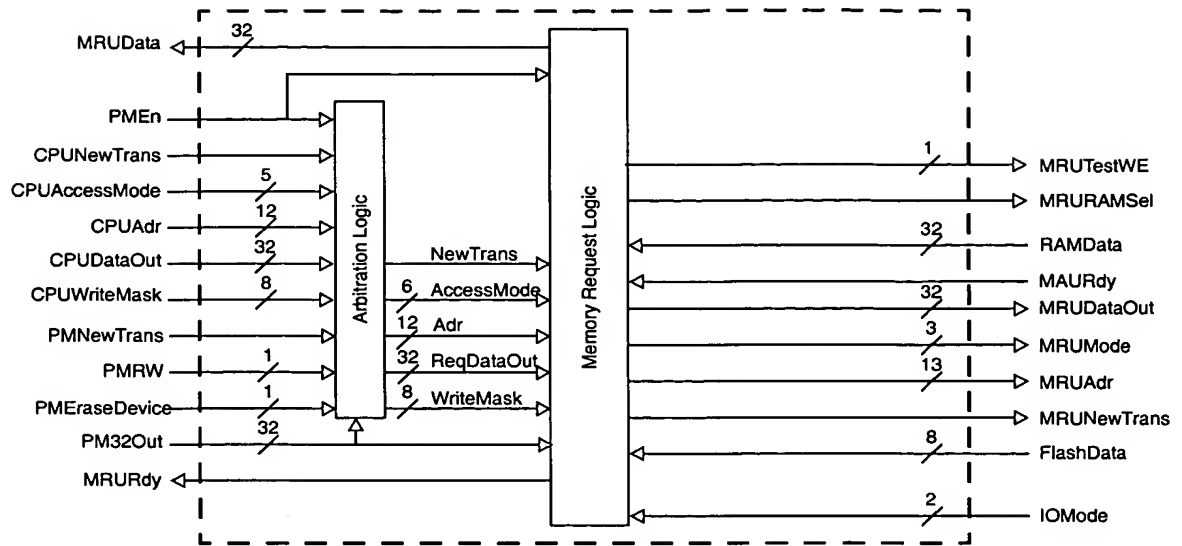 MRUData
32
PMEn
CPUNewTrans
CPUAccessMode
5
CPUAdr
12
CPUDataOut
32
CPUWriteMask
8
PMNewTrans
PMRW
1
PMEraseDevice
1
PM32Out
32
MRURdy
Arbitration Logic
NewTrans
6
AccessMode
12
Adr
32
ReqDataOut
8
WriteMask
Memory Request Logic
1
MRUTestWE
MRURAMSel
32
RAMData
MAURdy
32
MRUDataOut
3
MRUMode
13
MRUAdr
MRUNewTrans
8
FlashData
2
IOMode